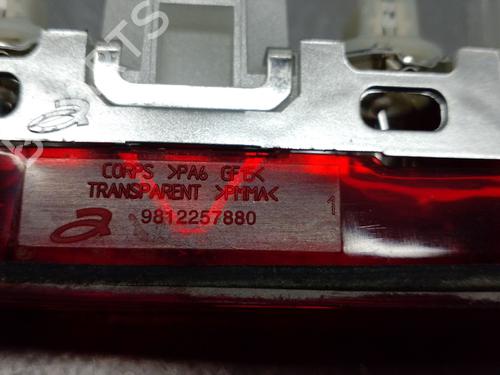 CORPS >PA6 GF
TRANSPARENT >PMMA<
9812257880
1